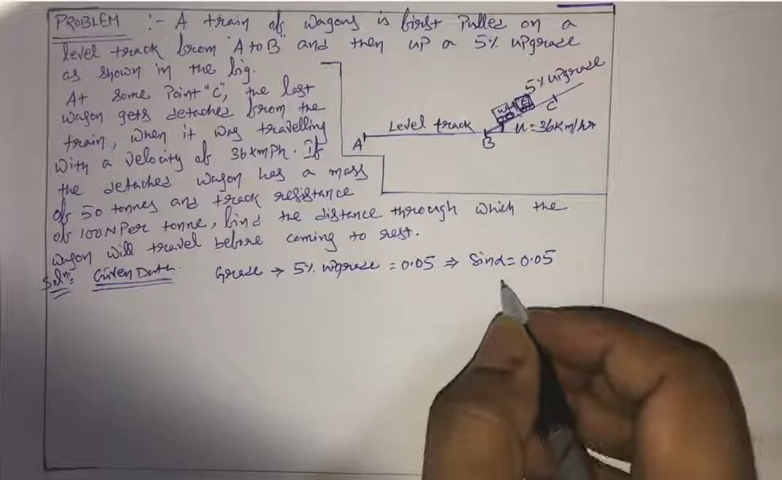 PROBLEM :- A train of wagons is first pulled on a
level track from "A to B" and then up a 5% upgrade
as shown in the fig.
At some Point "C", the last
wagon gets detached from the
train, when it was travelling
with a velocity of 36 kmph. If
the detached wagon has a mass
of 50 tonnes and track resistance
of 100N Per tonne, find the distance through which the
wagon will travel before coming to rest.
5% upgrade
C
Level track
A
B
u = 36 Km/hr
Solⁿ:- Given Data. Grade → 5% upgrade = 0.05 ⇒ Sinα = 0.05